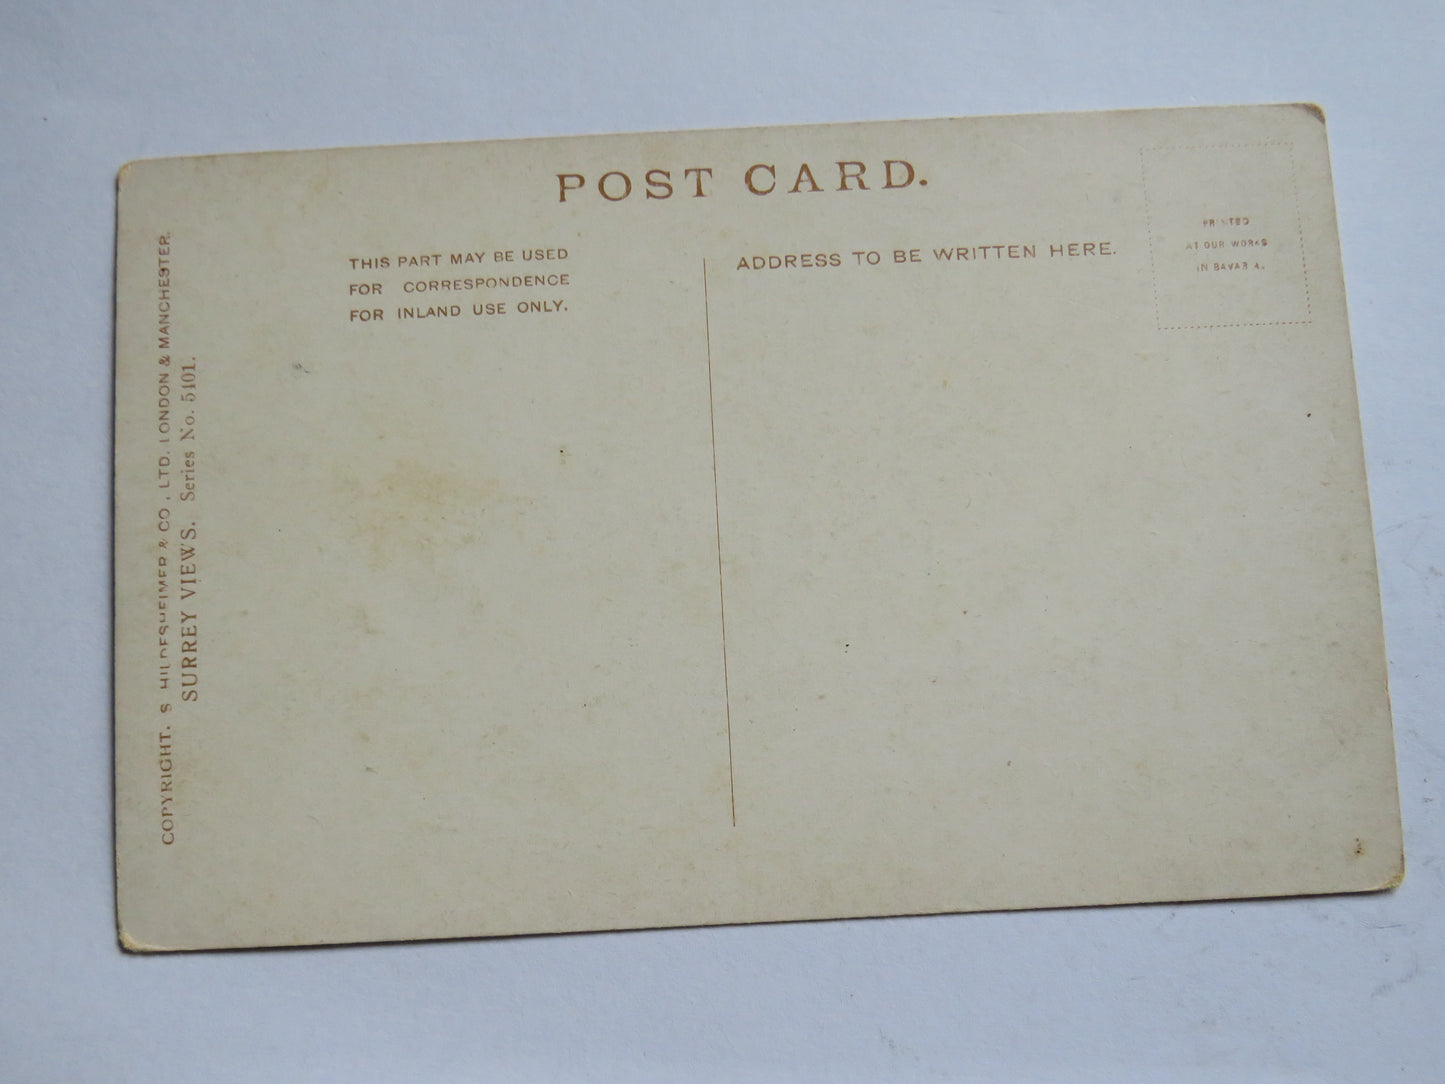 POST CARD.
THIS PART MAY BE USED
FOR CORRESPONDENCE
FOR INLAND USE ONLY.
ADDRESS TO BE WRITTEN HERE.
PRINTED
AT OUR WORKS
IN BAVARIA.
COPYRIGHT. S HILDESHEIMER & CO, LTD. LONDON & MANCHESTER.
SURREY VIEWS. Series No. 5101.